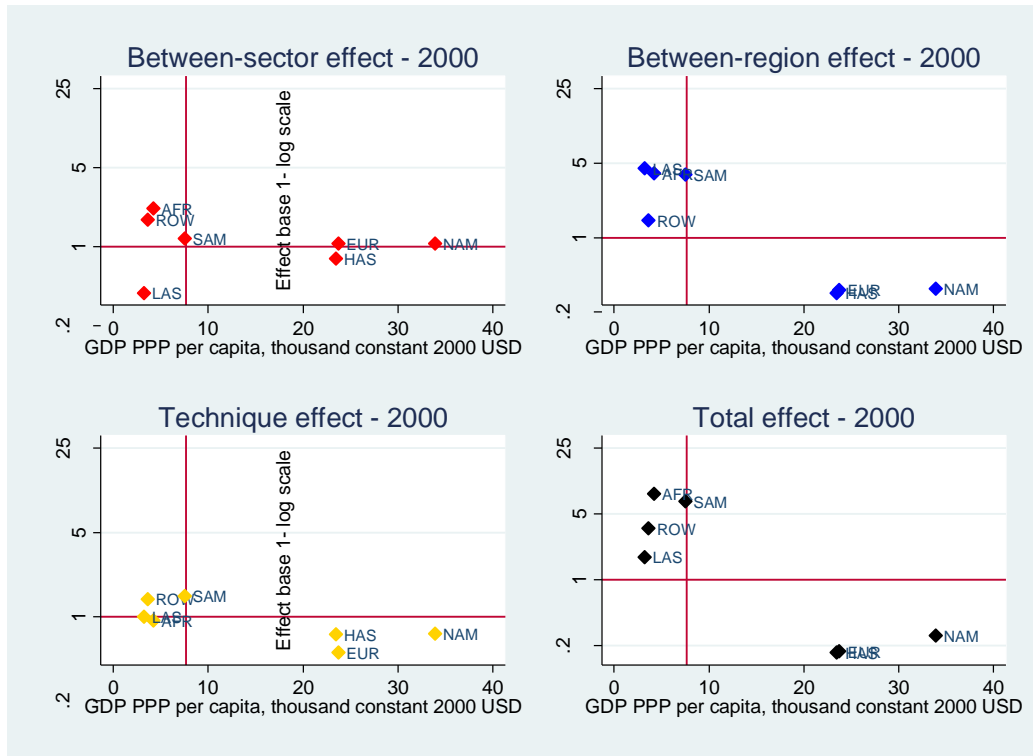 Between-sector effect - 2000
25
5
1
.2
Effect base 1- log scale
AFR
ROW
SAM
EUR
NAM
HAS
LAS
0 10 20 30 40
GDP PPP per capita, thousand constant 2000 USD
Between-region effect - 2000
25
5
1
.2
LAS
AFR
SAM
ROW
EUR
HAS
NAM
0 10 20 30 40
GDP PPP per capita, thousand constant 2000 USD
Technique effect - 2000
25
5
1
.2
Effect base 1- log scale
ROW
SAM
LAS
AFR
HAS
NAM
EUR
0 10 20 30 40
GDP PPP per capita, thousand constant 2000 USD
Total effect - 2000
25
5
1
.2
AFR
SAM
ROW
LAS
NAM
EUR
HAS
0 10 20 30 40
GDP PPP per capita, thousand constant 2000 USD